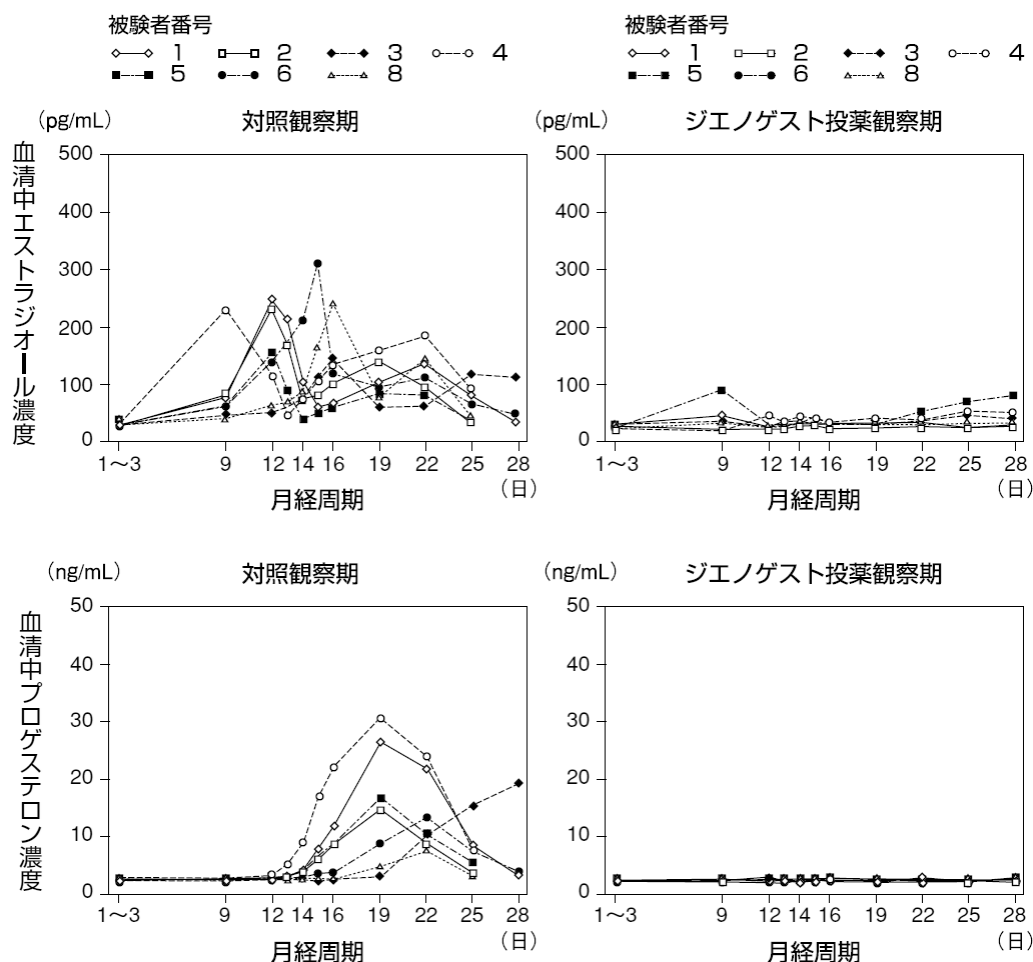 被験者番号
1 2 3 4
5 6 8
被験者番号
1 2 3 4
5 6 8
(pg/mL) 対照観察期
血清中エストラジオール濃度
500
400
300
200
100
0
1〜3 9 12 14 16 19 22 25 28
(日)
月経周期
(pg/mL) ジエノゲスト投薬観察期
500
400
300
200
100
0
1〜3 9 12 14 16 19 22 25 28
(日)
月経周期
(ng/mL) 対照観察期
血清中プロゲステロン濃度
50
40
30
20
10
0
1〜3 9 12 14 16 19 22 25 28
(日)
月経周期
(ng/mL) ジエノゲスト投薬観察期
50
40
30
20
10
0
1〜3 9 12 14 16 19 22 25 28
(日)
月経周期